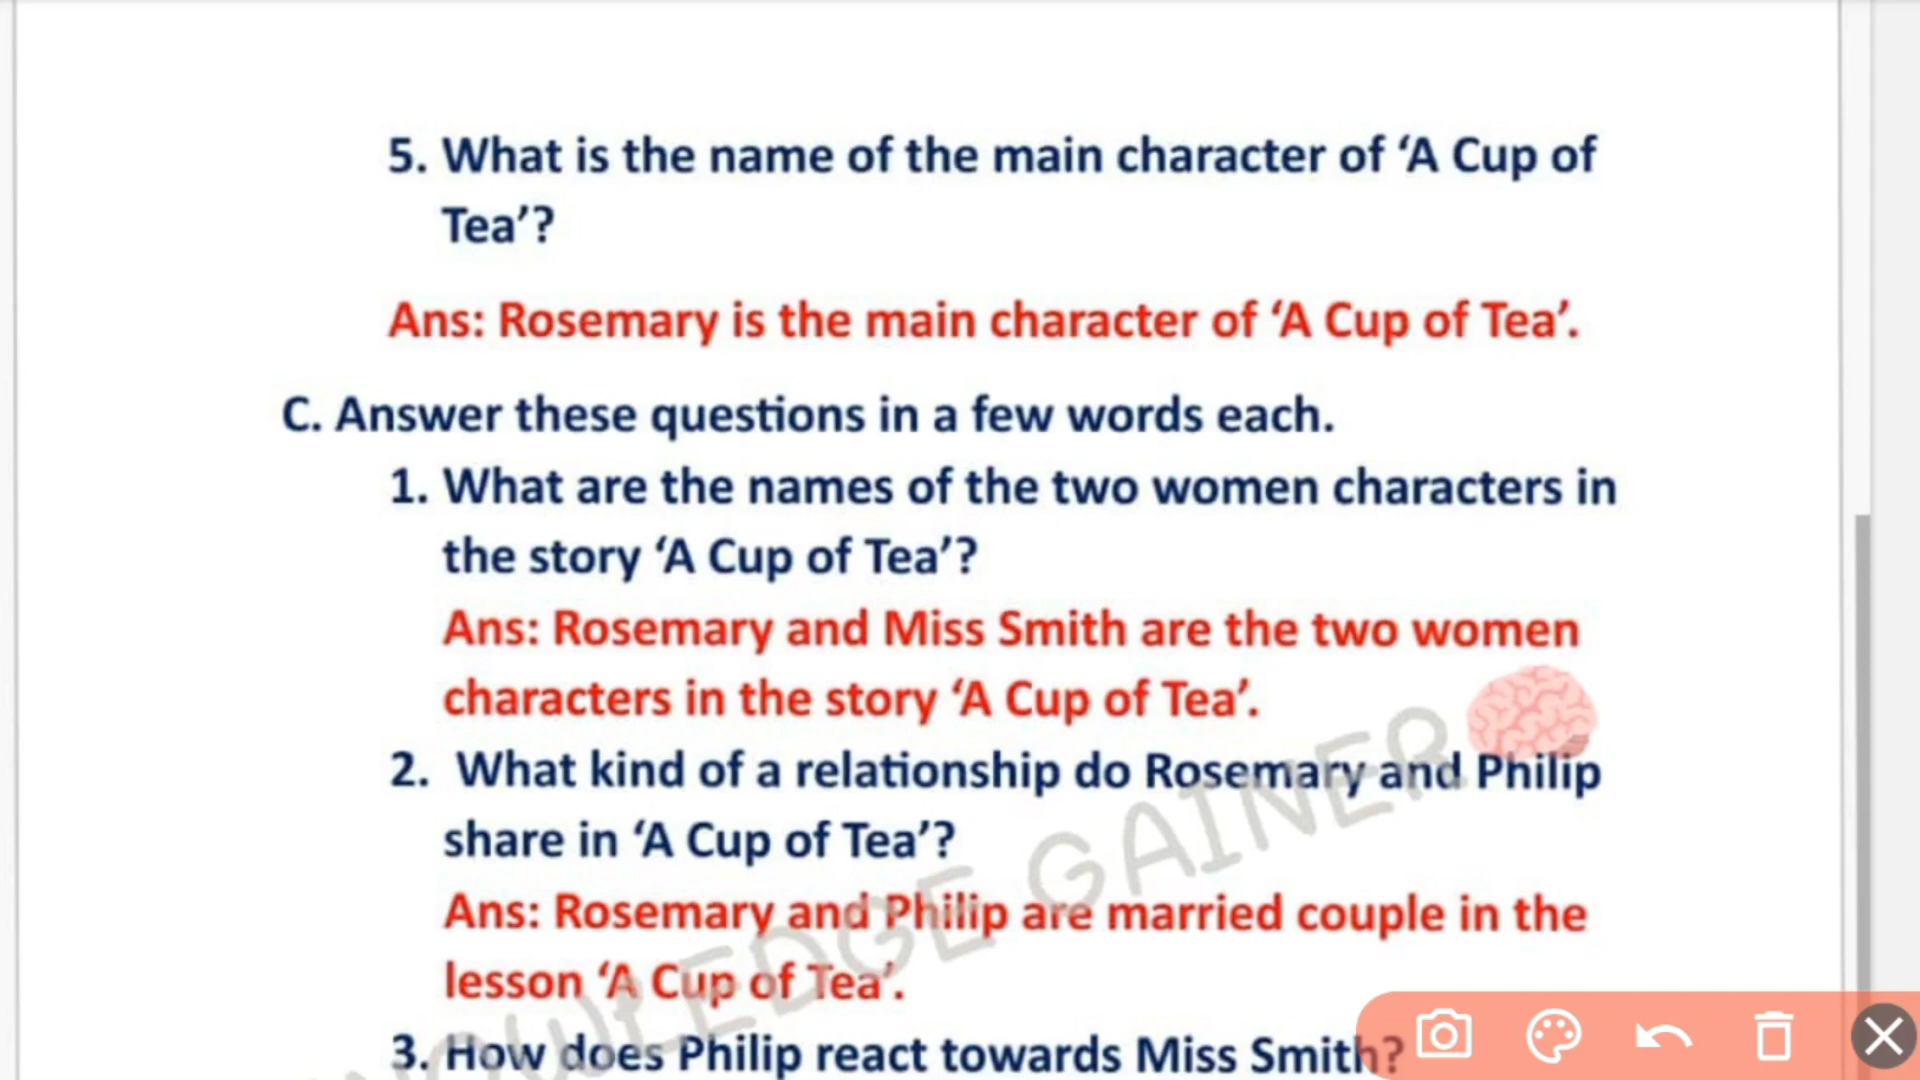 5. What is the name of the main character of ‘A Cup of
Tea’?
Ans: Rosemary is the main character of ‘A Cup of Tea’.
C. Answer these questions in a few words each.
1. What are the names of the two women characters in
the story ‘A Cup of Tea’?
Ans: Rosemary and Miss Smith are the two women
characters in the story ‘A Cup of Tea’.
2. What kind of a relationship do Rosemary and Philip
share in ‘A Cup of Tea’?
Ans: Rosemary and Philip are married couple in the
lesson ‘A Cup of Tea’.
3. How does Philip react towards Miss Smith?
KNOWLEDGE GAINER